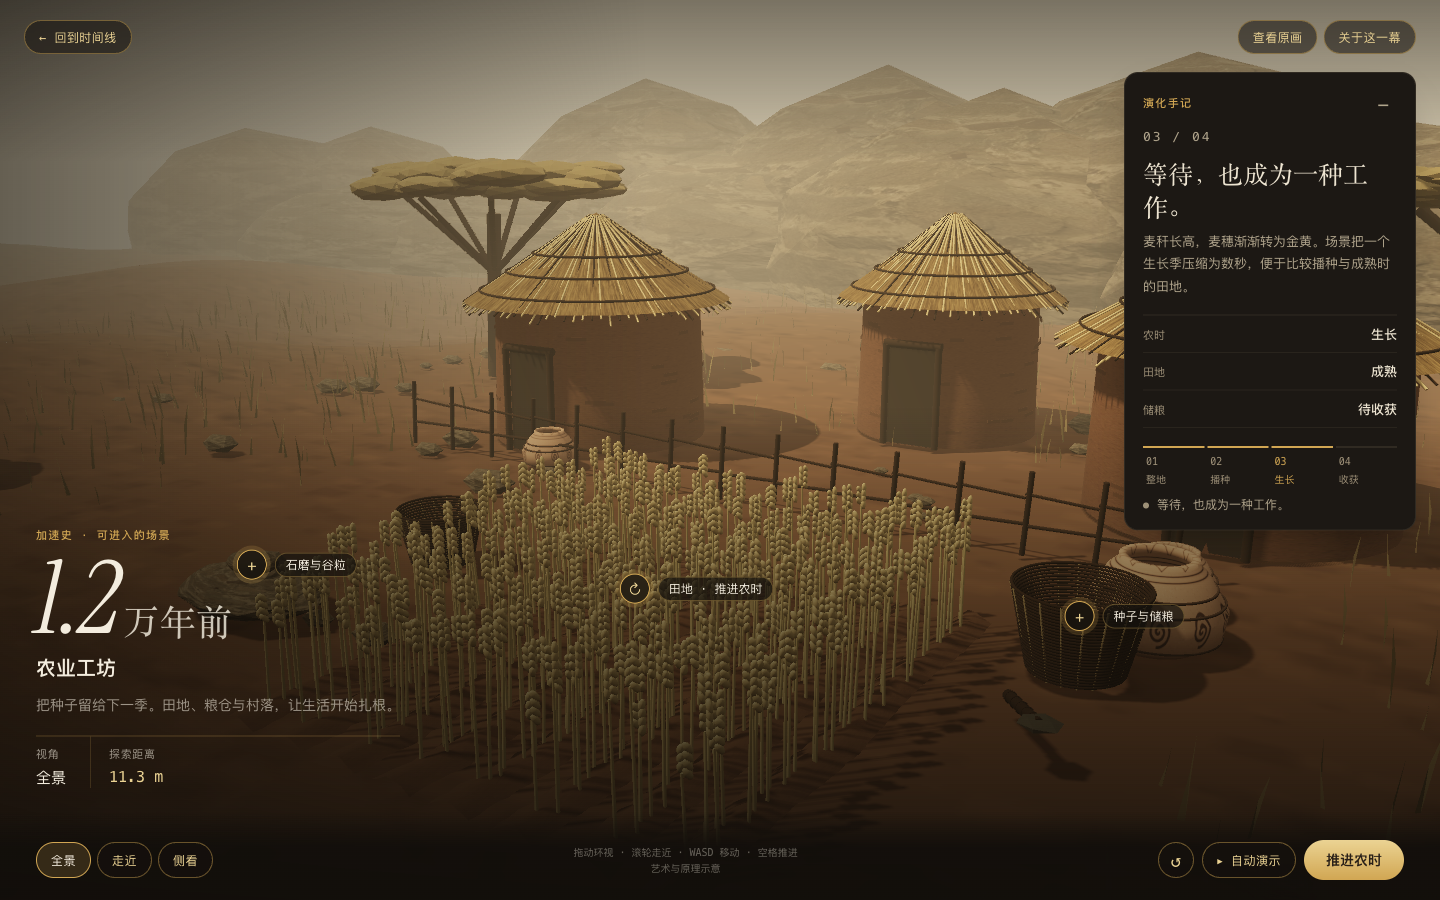 ← 回到时间线
查看原画
关于这一幕
演化手记
03 / 04
等待，也成为一种工
作。
麦秆长高，麦穗渐渐转为金黄。场景把一个
生长季压缩为数秒，便于比较播种与成熟时
的田地。
农时 生长
田地 成熟
储粮 待收获
01 02 03 04
整地 播种 生长 收获
等待，也成为一种工作。
加速史 · 可进入的场景
1.2万年前
农业工坊
把种子留给下一季。田地、粮仓与村落，让生活开始扎根。
视角 探索距离
全景 11.3 m
石磨与谷粒
田地 · 推进农时
种子与储粮
全景 走近 侧看
拖动环视 · 滚轮走近 · WASD 移动 · 空格推进
艺术与原理示意
↺
▸ 自动演示
推进农时